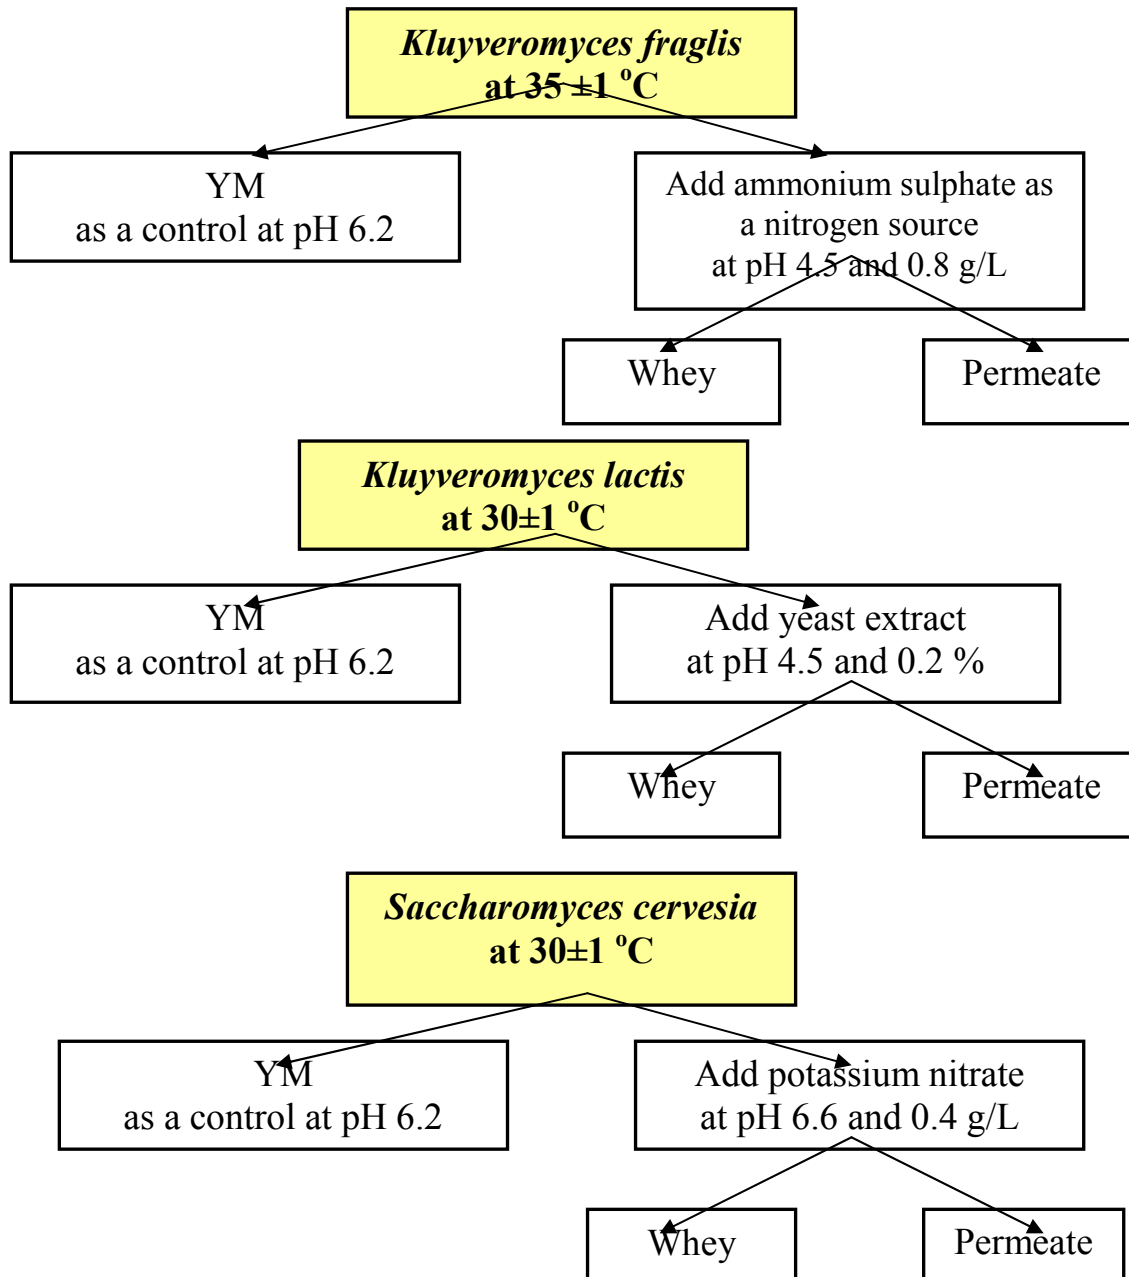 Kluyveromyces fraglis
at 35 ±1 °C
YM
as a control at pH 6.2
Add ammonium sulphate as
a nitrogen source
at pH 4.5 and 0.8 g/L
Whey
Permeate
Kluyveromyces lactis
at 30±1 °C
YM
as a control at pH 6.2
Add yeast extract
at pH 4.5 and 0.2 %
Whey
Permeate
Saccharomyces cervesia
at 30±1 °C
YM
as a control at pH 6.2
Add potassium nitrate
at pH 6.6 and 0.4 g/L
Whey
Permeate